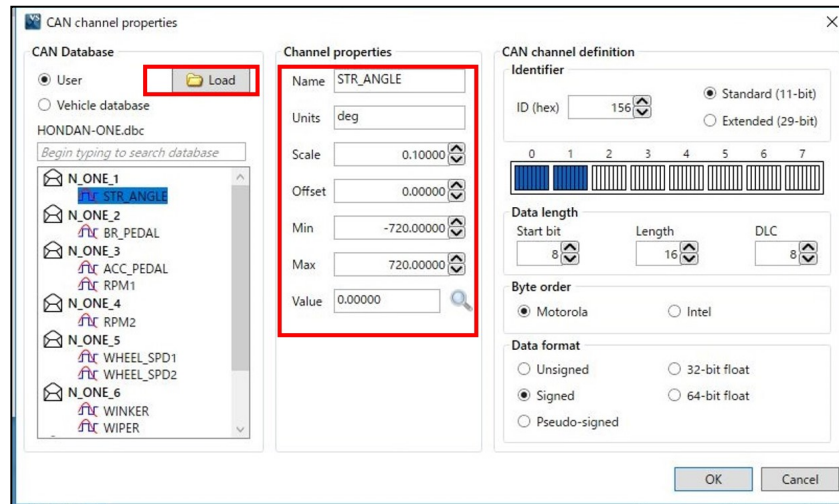 CAN channel properties
CAN Database
User
Load
Vehicle database
HONDAN-ONE.dbc
Begin typing to search database
N_ONE_1
STR_ANGLE
N_ONE_2
BR_PEDAL
N_ONE_3
ACC_PEDAL
RPM1
N_ONE_4
RPM2
N_ONE_5
WHEEL_SPD1
WHEEL_SPD2
N_ONE_6
WINKER
WIPER
Channel properties
Name STR_ANGLE
Units deg
Scale 0.10000
Offset 0.00000
Min -720.00000
Max 720.00000
Value 0.00000
CAN channel definition
Identifier
ID (hex) 156
Standard (11-bit)
Extended (29-bit)
0 1 2 3 4 5 6 7
Data length
Start bit Length DLC
8 16 8
Byte order
Motorola Intel
Data format
Unsigned 32-bit float
Signed 64-bit float
Pseudo-signed
OK Cancel